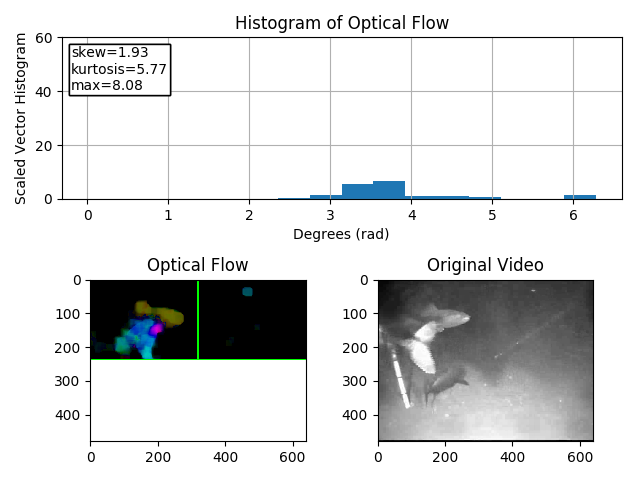 Histogram of Optical Flow
Scaled Vector Histogram
60
40
20
0
skew=1.93
kurtosis=5.77
max=8.08
0 1 2 3 4 5 6
Degrees (rad)
Optical Flow
0
100
200
300
400
0 200 400 600
Original Video
0
100
200
300
400
0 200 400 600